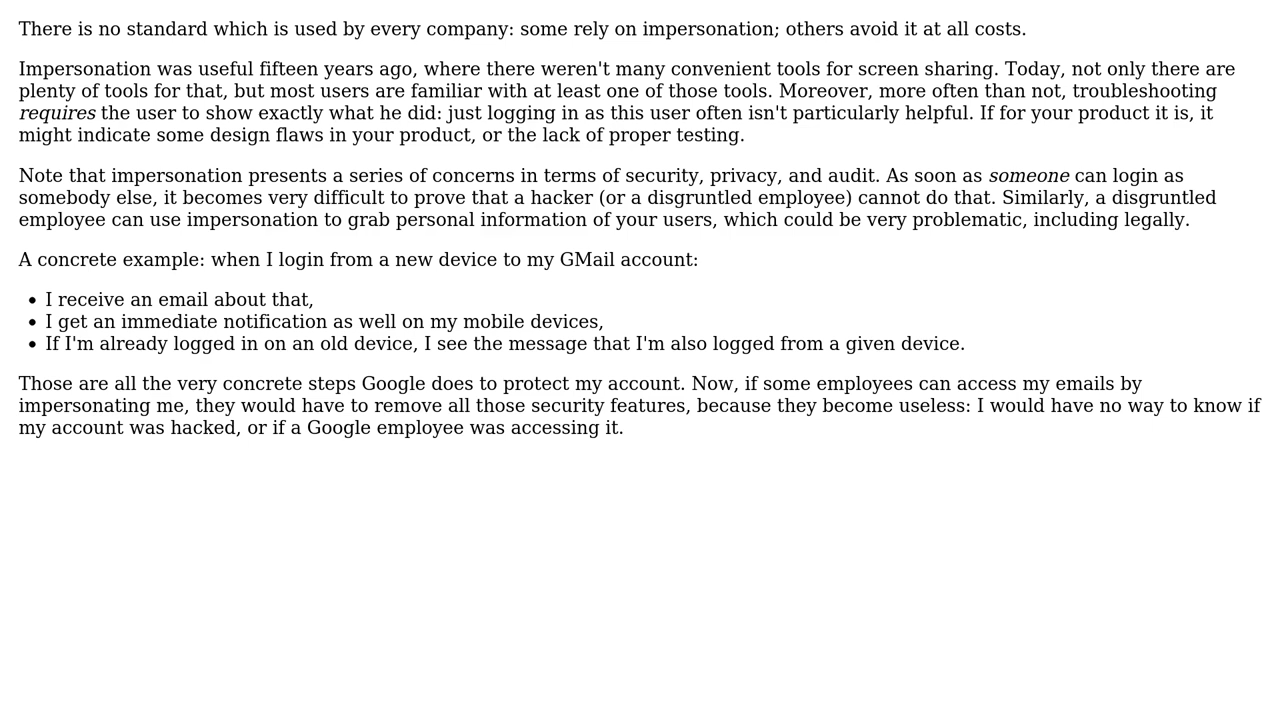 There is no standard which is used by every company: some rely on impersonation; others avoid it at all costs.
Impersonation was useful fifteen years ago, where there weren't many convenient tools for screen sharing. Today, not only there are
plenty of tools for that, but most users are familiar with at least one of those tools. Moreover, more often than not, troubleshooting
requires the user to show exactly what he did: just logging in as this user often isn't particularly helpful. If for your product it is, it
might indicate some design flaws in your product, or the lack of proper testing.
Note that impersonation presents a series of concerns in terms of security, privacy, and audit. As soon as someone can login as
somebody else, it becomes very difficult to prove that a hacker (or a disgruntled employee) cannot do that. Similarly, a disgruntled
employee can use impersonation to grab personal information of your users, which could be very problematic, including legally.
A concrete example: when I login from a new device to my GMail account:
• I receive an email about that,
• I get an immediate notification as well on my mobile devices,
• If I'm already logged in on an old device, I see the message that I'm also logged from a given device.
Those are all the very concrete steps Google does to protect my account. Now, if some employees can access my emails by
impersonating me, they would have to remove all those security features, because they become useless: I would have no way to know if
my account was hacked, or if a Google employee was accessing it.